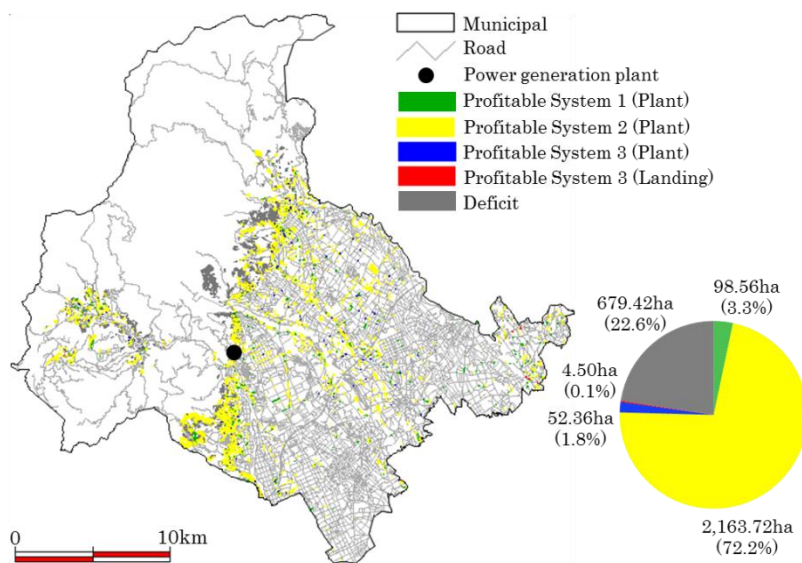 Municipal
Road
Power generation plant
Profitable System 1 (Plant)
Profitable System 2 (Plant)
Profitable System 3 (Plant)
Profitable System 3 (Landing)
Deficit
679.42ha
(22.6%)
98.56ha
(3.3%)
4.50ha
(0.1%)
52.36ha
(1.8%)
2,163.72ha
(72.2%)
0 10km